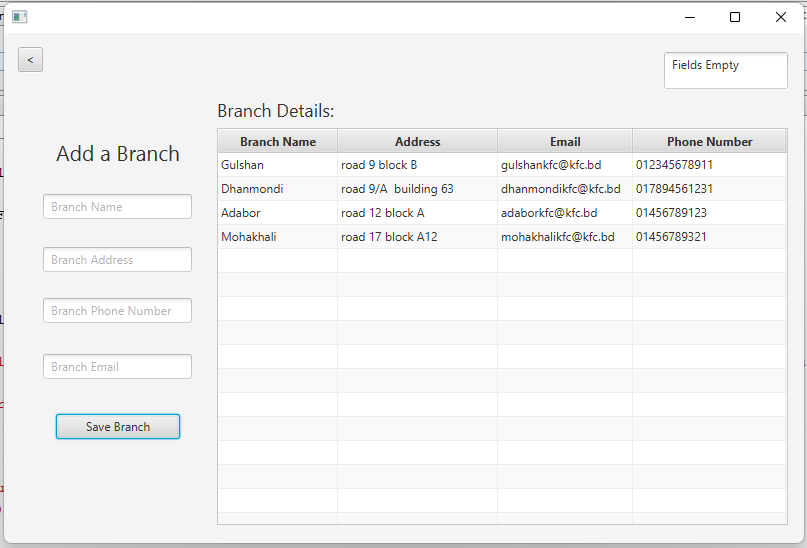 <
Fields Empty
Branch Details:
Add a Branch
Branch Name
Branch Address
Branch Phone Number
Branch Email
Save Branch
Branch Name Address Email Phone Number
Gulshan road 9 block B gulshankfc@kfc.bd 012345678911
Dhanmondi road 9/A  building 63 dhanmondikfc@kfc.bd 017894561231
Adabor road 12 block A adaborkfc@kfc.bd 01456789123
Mohakhali road 17 block A12 mohakhalikfc@kfc.bd 01456789321